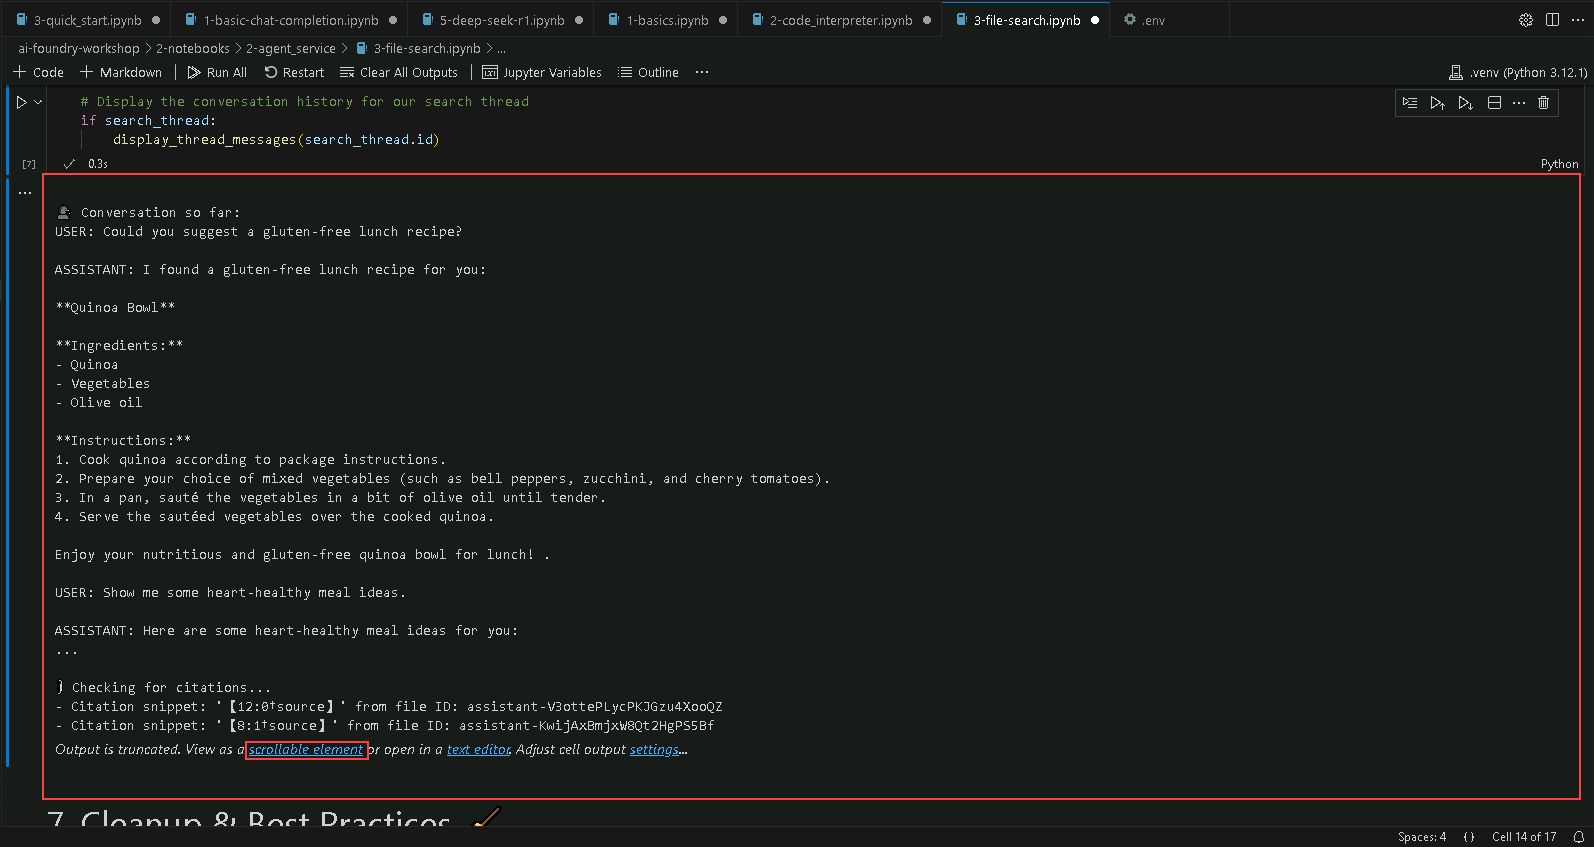 3-quick_start.ipynb 1-basic-chat-completion.ipynb 5-deep-seek-r1.ipynb 1-basics.ipynb 2-code_interpreter.ipynb 3-file-search.ipynb .env
ai-foundry-workshop > 2-notebooks > 2-agent_service > 3-file-search.ipynb > ...
Code Markdown Run All Restart Clear All Outputs Jupyter Variables Outline ... .venv (Python 3.12.1)
# Display the conversation history for our search thread
if search_thread:
display_thread_messages(search_thread.id)
[7] 0.3s Python
Conversation so far:
USER: Could you suggest a gluten-free lunch recipe?
ASSISTANT: I found a gluten-free lunch recipe for you:
**Quinoa Bowl**
**Ingredients:**
- Quinoa
- Vegetables
- Olive oil
**Instructions:**
1. Cook quinoa according to package instructions.
2. Prepare your choice of mixed vegetables (such as bell peppers, zucchini, and cherry tomatoes).
3. In a pan, sauté the vegetables in a bit of olive oil until tender.
4. Serve the sautéed vegetables over the cooked quinoa.
Enjoy your nutritious and gluten-free quinoa bowl for lunch! .
USER: Show me some heart-healthy meal ideas.
ASSISTANT: Here are some heart-healthy meal ideas for you:
...
Checking for citations...
- Citation snippet: '【12:0†source】' from file ID: assistant-V3ottePLycPKJGzu4XooQZ
- Citation snippet: '【8:1†source】' from file ID: assistant-KwijAxBmjxW8Qt2HgPS5Bf
Output is truncated. View as a scrollable element or open in a text editor. Adjust cell output settings...
7. Cleanup & Best Practices
Spaces: 4 {} Cell 14 of 17